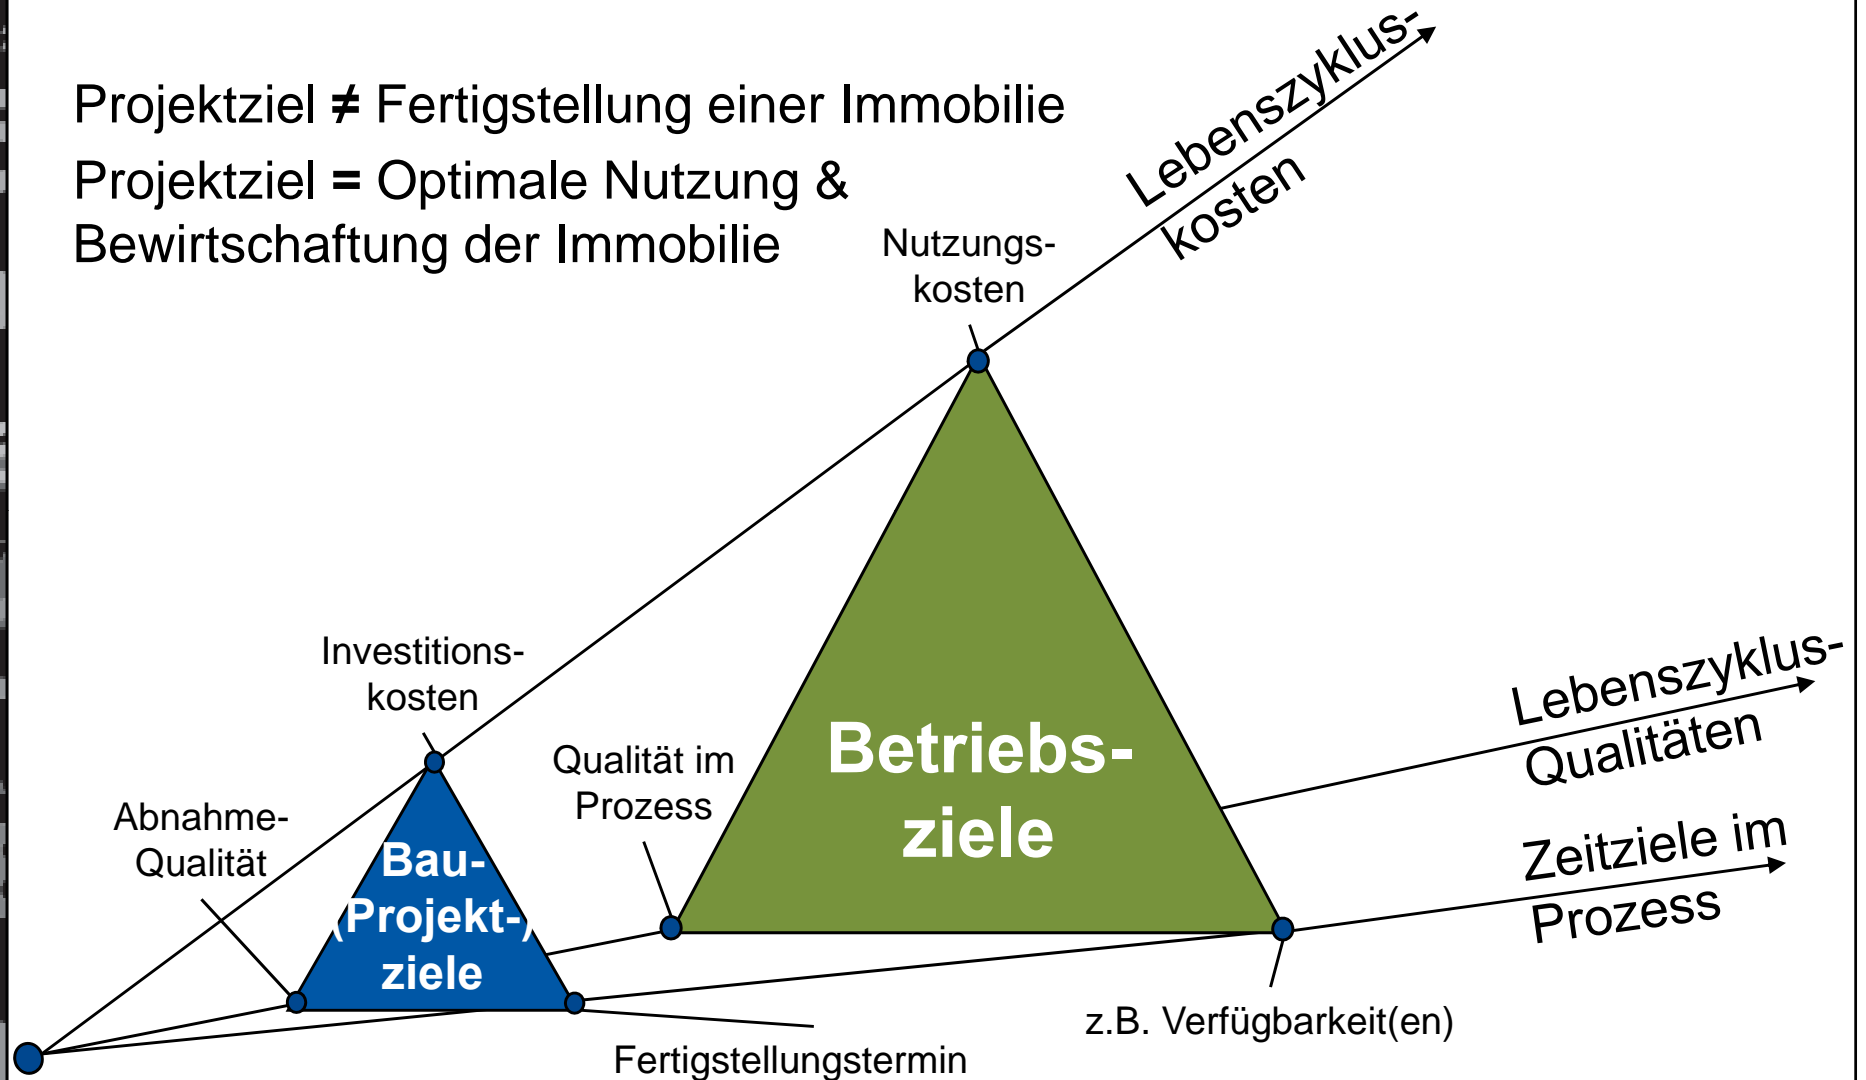 Projektziel ≠ Fertigstellung einer Immobilie
Projektziel = Optimale Nutzung &
Bewirtschaftung der Immobilie
Lebenszyklus-
kosten
Nutzungs-
kosten
Investitions-
kosten
Qualität im
Prozess
Abnahme-
Qualität
Bau-
(Projekt-)
ziele
Betriebs-
ziele
Lebenszyklus-
Qualitäten
Zeitziele im
Prozess
z.B. Verfügbarkeit(en)
Fertigstellungstermin